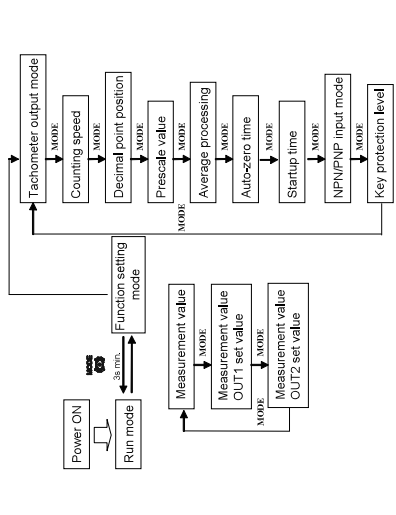 Power ON
Run mode
MODE
3s min.
Function setting
mode
Tachometer output mode
MODE
Counting speed
MODE
Decimal point position
MODE
Prescale value
MODE
Average processing
MODE
Auto-zero time
MODE
Startup time
MODE
NPN/PNP input mode
MODE
Key protection level
MODE
Measurement value
MODE
Measurement value
OUT1 set value
MODE
Measurement value
OUT2 set value
MODE